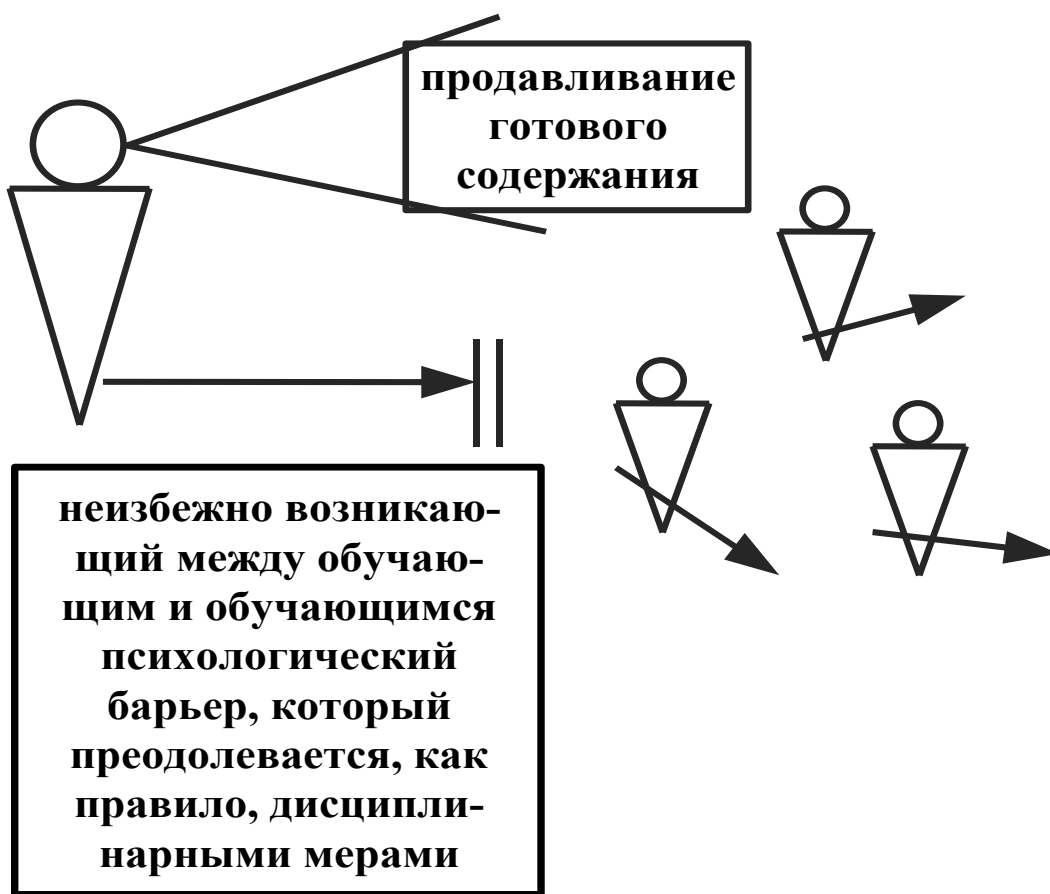 продавливание
готового
содержания
неизбежно возникаю-
щий между обучаю-
щим и обучающимся
психологический
барьер, который
преодолевается, как
правило, дисципли-
нарными мерами